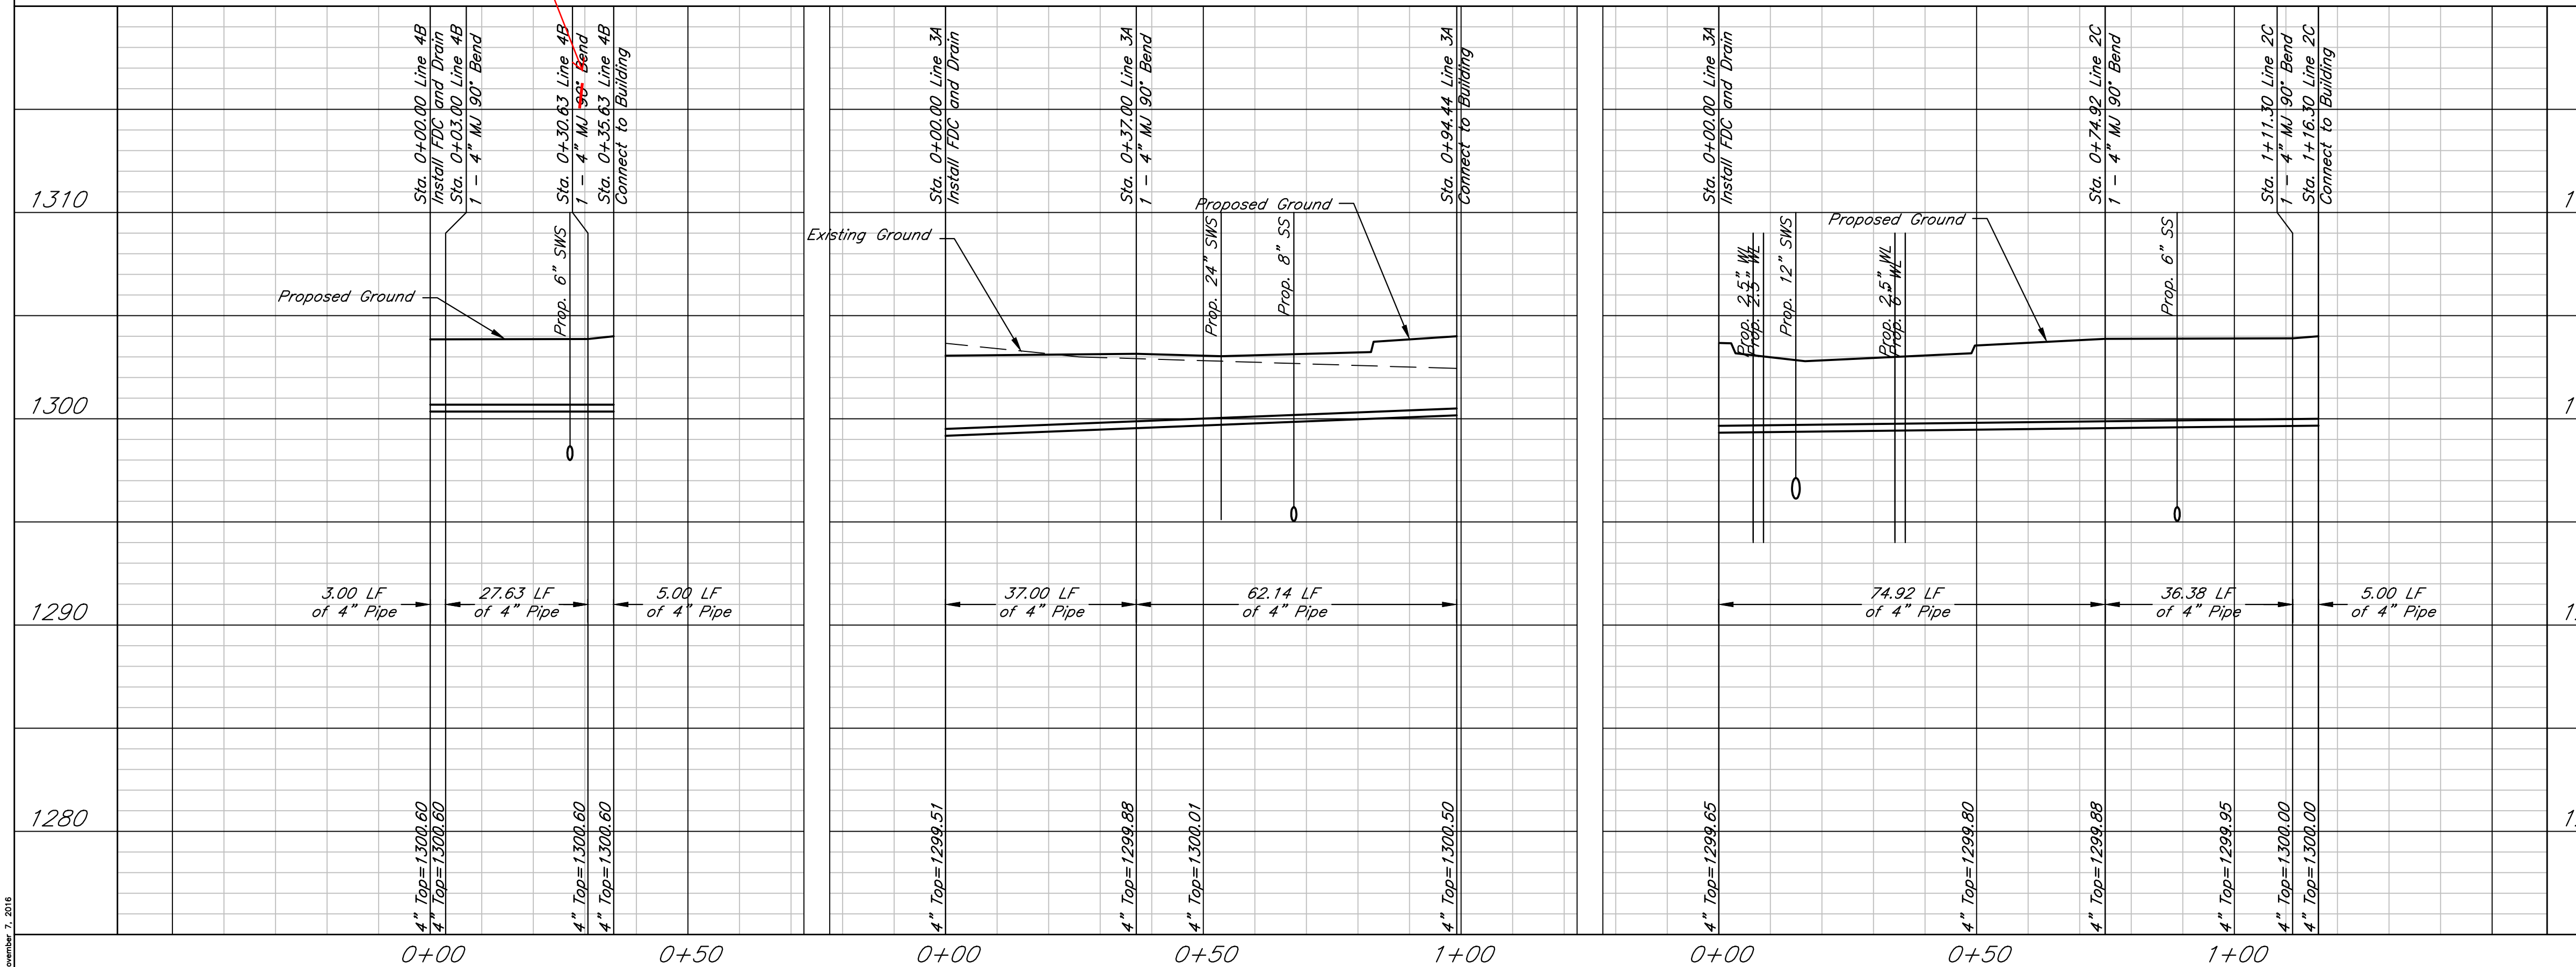 Sta. 0+00.00 Line 4B
Install FDC and Drain
Sta. 0+03.00 Line 4B
1 - 4" MJ 90° Bend
Sta. 0+30.63 Line 4B
1 - 4" MJ 90° Bend
Sta. 0+35.63 Line 4B
Connect to Building
Prop. 6" SWS
Proposed Ground
3.00 LF
of 4" Pipe
27.63 LF
of 4" Pipe
5.00 LF
of 4" Pipe
4" Top=1300.60
4" Top=1300.60
4" Top=1300.60
4" Top=1300.60
0+00
0+50
1310
1300
1290
1280
Sta. 0+00.00 Line 3A
Install FDC and Drain
Sta. 0+37.00 Line 3A
1 - 4" MJ 90° Bend
Sta. 0+94.44 Line 3A
Connect to Building
Existing Ground
Proposed Ground
Prop. 24" SWS
Prop. 8" SS
37.00 LF
of 4" Pipe
62.14 LF
of 4" Pipe
4" Top=1299.51
4" Top=1299.88
4" Top=1300.01
4" Top=1300.50
0+00
0+50
1+00
Sta. 0+00.00 Line 3A
Install FDC and Drain
Sta. 0+74.92 Line 2C
1 - 4" MJ 90° Bend
Sta. 1+11.30 Line 2C
1 - 4" MJ 90° Bend
Sta. 1+16.30 Line 2C
Connect to Building
Prop. 2.5" WL
Prop. 2.5" WL
Prop. 12" SWS
Prop. 2.5" WL
Prop. 6" WL
Proposed Ground
Prop. 6" SS
74.92 LF
of 4" Pipe
36.38 LF
of 4" Pipe
5.00 LF
of 4" Pipe
4" Top=1299.65
4" Top=1299.80
4" Top=1299.88
4" Top=1299.95
4" Top=1300.00
4" Top=1300.00
0+00
0+50
1+00
ovember 7, 2016